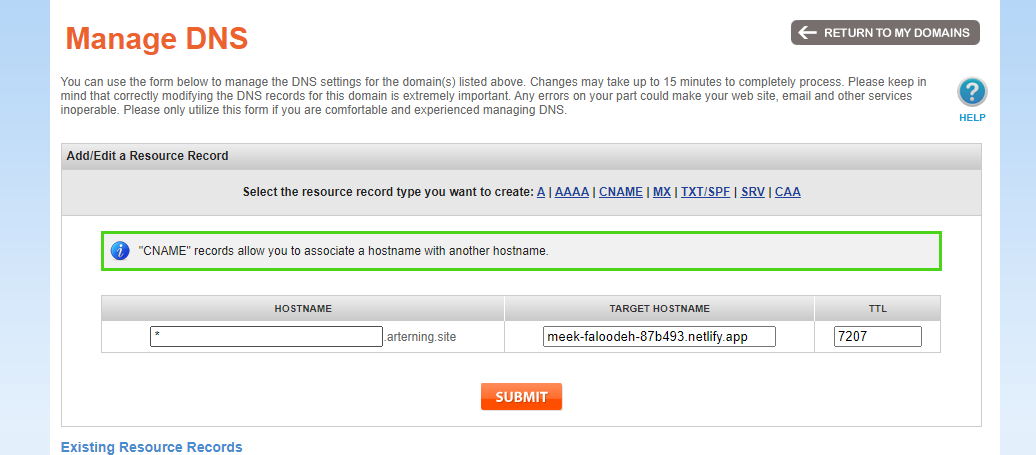 Manage DNS
RETURN TO MY DOMAINS
You can use the form below to manage the DNS settings for the domain(s) listed above. Changes may take up to 15 minutes to completely process. Please keep in
mind that correctly modifying the DNS records for this domain is extremely important. Any errors on your part could make your web site, email and other services
inoperable. Please only utilize this form if you are comfortable and experienced managing DNS.
?
HELP
Add/Edit a Resource Record
Select the resource record type you want to create: A | AAAA | CNAME | MX | TXT/SPF | SRV | CAA
i "CNAME" records allow you to associate a hostname with another hostname.
HOSTNAME TARGET HOSTNAME TTL
* .arterning.site meek-faloodeh-87b493.netlify.app 7207
SUBMIT
Existing Resource Records